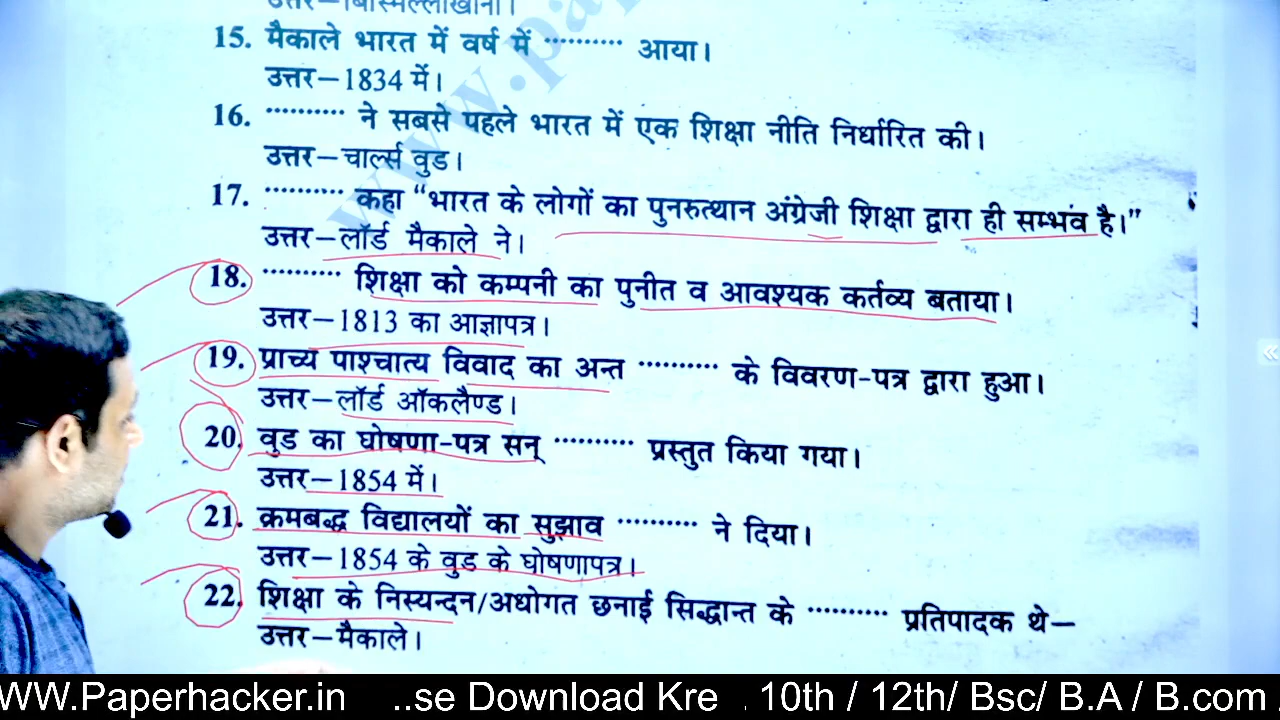 उत्तर—बिस्मिल्लाखानी।
15. मैकाले भारत में वर्ष में ·········· आया।
उत्तर—1834 में।
16. ·········· ने सबसे पहले भारत में एक शिक्षा नीति निर्धारित की।
उत्तर—चार्ल्स वुड।
17. ·········· कहा “भारत के लोगों का पुनरुत्थान अंग्रेजी शिक्षा द्वारा ही सम्भव है।”
उत्तर—लॉर्ड मैकाले ने।
18. ·········· शिक्षा को कम्पनी का पुनीत व आवश्यक कर्तव्य बताया।
उत्तर—1813 का आज्ञापत्र।
19. प्राच्य पाश्चात्य विवाद का अन्त ·········· के विवरण-पत्र द्वारा हुआ।
उत्तर—लॉर्ड ऑकलैण्ड।
20. वुड का घोषणा-पत्र सन् ·········· प्रस्तुत किया गया।
उत्तर—1854 में।
21. क्रमबद्ध विद्यालयों का सुझाव ·········· ने दिया।
उत्तर—1854 के वुड के घोषणापत्र।
22. शिक्षा के निस्यन्दन/अधोगत छनाई सिद्धान्त के ·········· प्रतिपादक थे—
उत्तर—मैकाले।
www.pa
WW.Paperhacker.in ..se Download Kre . 10th / 12th/ Bsc/ B.A / B.com